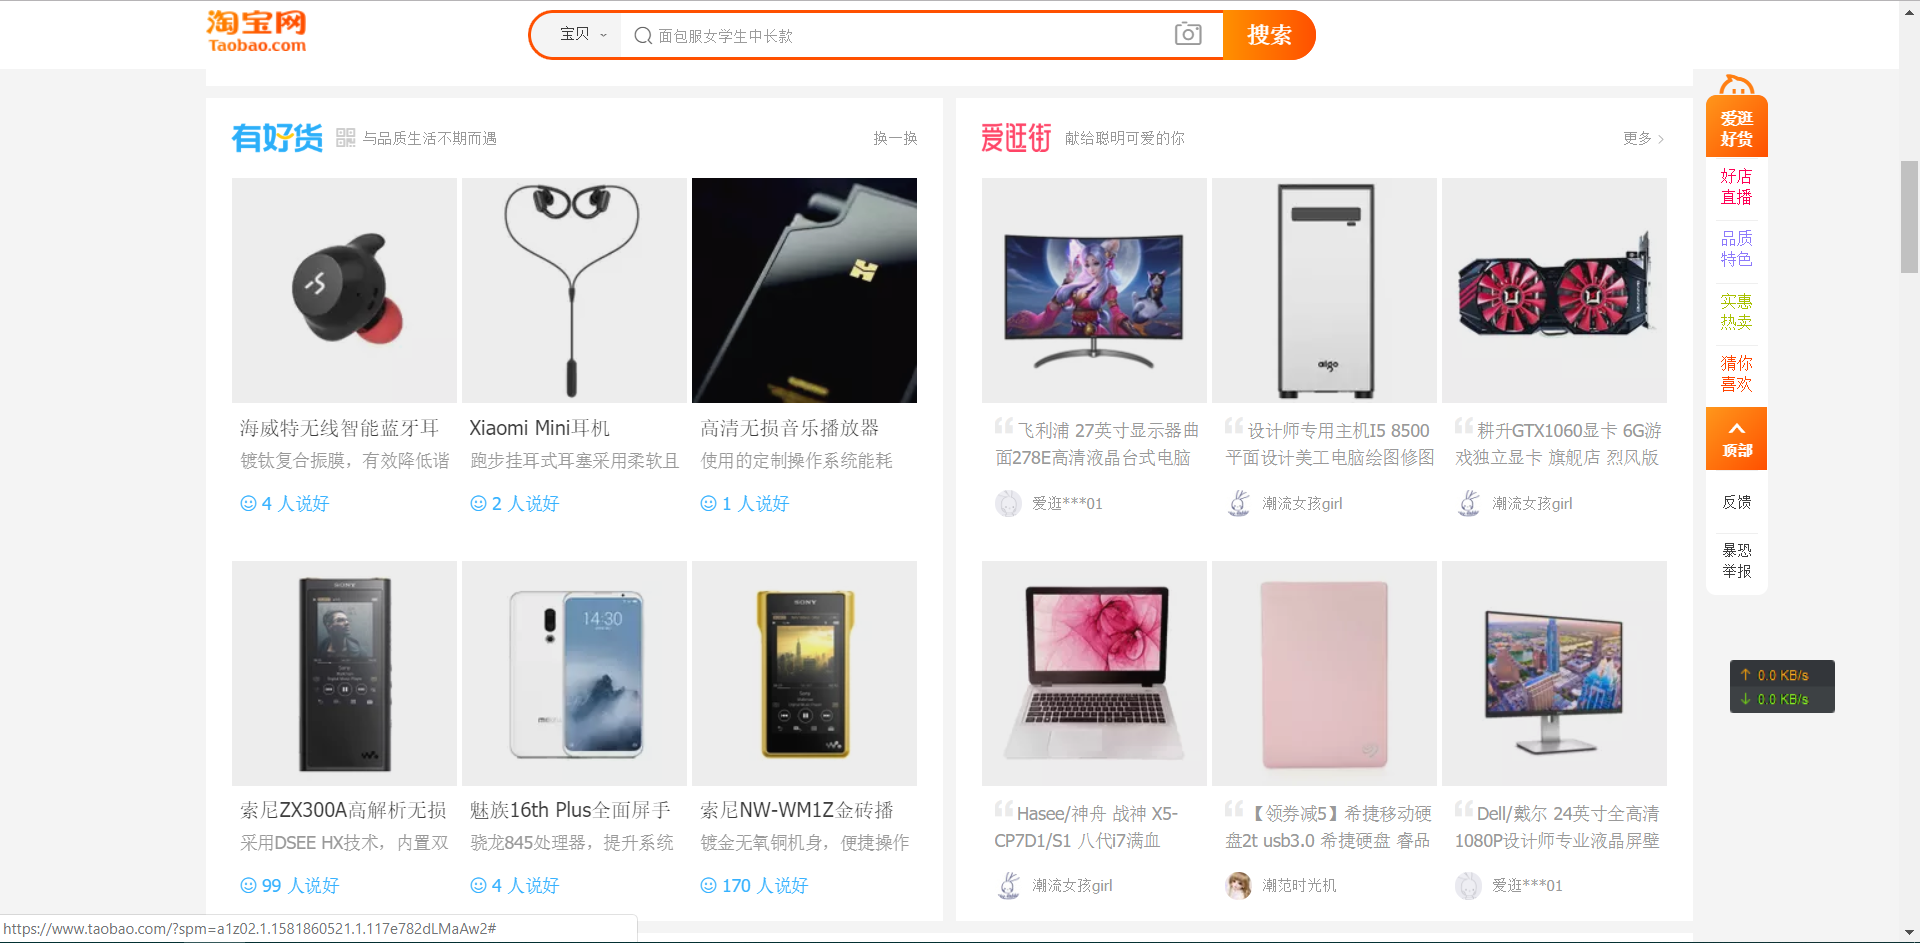 淘宝网
Taobao.com
宝贝
面包服女学生中长款
搜索
有好货
与品质生活不期而遇
换一换
海威特无线智能蓝牙耳
镀钛复合振膜，有效降低谐
4 人说好
Xiaomi Mini耳机
跑步挂耳式耳塞采用柔软且
2 人说好
高清无损音乐播放器
使用的定制操作系统能耗
1 人说好
SONY
14:30
SONY
索尼ZX300A高解析无损
采用DSEE HX技术，内置双
99 人说好
魅族16th Plus全面屏手
骁龙845处理器，提升系统
4 人说好
索尼NW-WM1Z金砖播
镀金无氧铜机身，便捷操作
170 人说好
爱逛街
献给聪明可爱的你
更多
aigo
飞利浦 27英寸显示器曲
面278E高清液晶台式电脑
爱逛***01
设计师专用主机I5 8500
平面设计美工电脑绘图修图
潮流女孩girl
耕升GTX1060显卡 6G游
戏独立显卡 旗舰店 烈风版
潮流女孩girl
Hasee/神舟 战神 X5-
CP7D1/S1 八代i7满血
潮流女孩girl
【领券减5】希捷移动硬
盘2t usb3.0 希捷硬盘 睿品
潮范时光机
Dell/戴尔 24英寸全高清
1080P设计师专业液晶屏壁
爱逛***01
爱逛
好货
好店
直播
品质
特色
实惠
热卖
猜你
喜欢
顶部
反馈
暴恐
举报
0.0 KB/s
0.0 KB/s
https://www.taobao.com/?spm=a1z02.1.1581860521.1.117e782dLMaAw2#